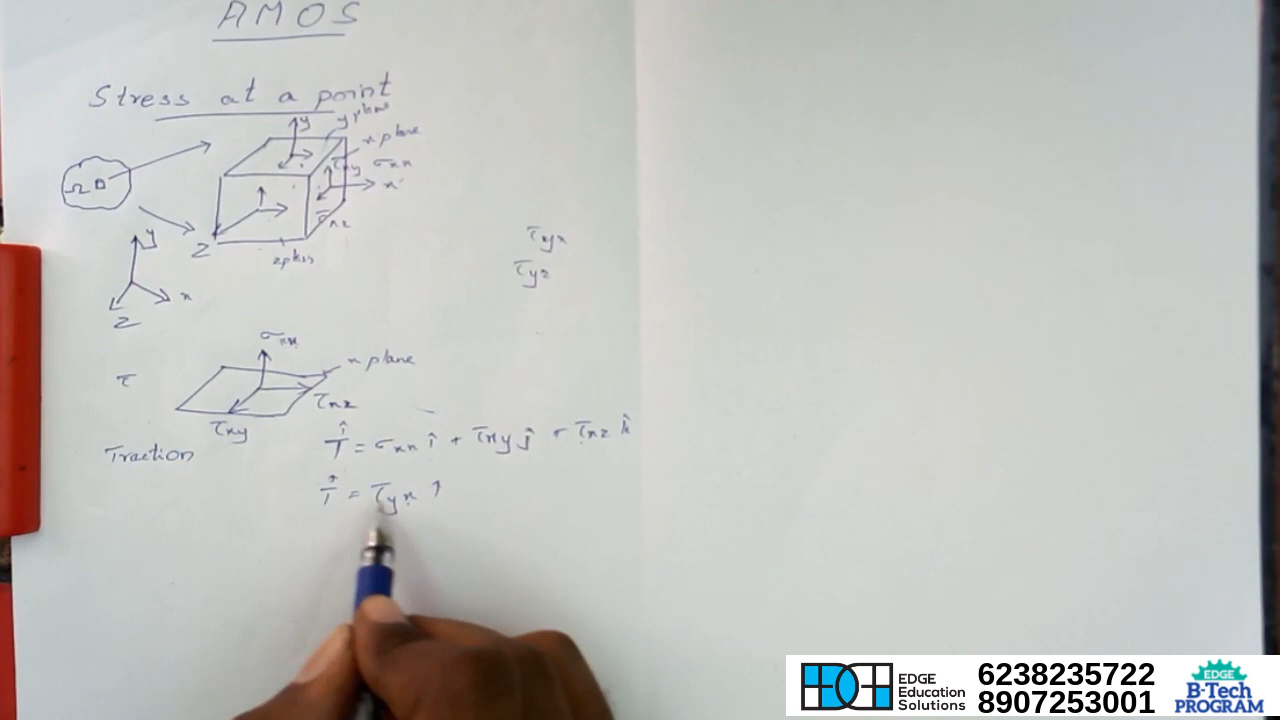 AMOS
Stress at a point
y
y plane
x plane
τxy σxx
x
τxz
z
z plane
y
x
z
τyx
τyz
σxx
x plane
τ
τxz
τxy
Traction
T̂ = σxx î + τxy ĵ + τxz k̂
T̂ = τyx î
EDGE
Education
Solutions
6238235722
8907253001
EDGE
B-Tech
PROGRAM